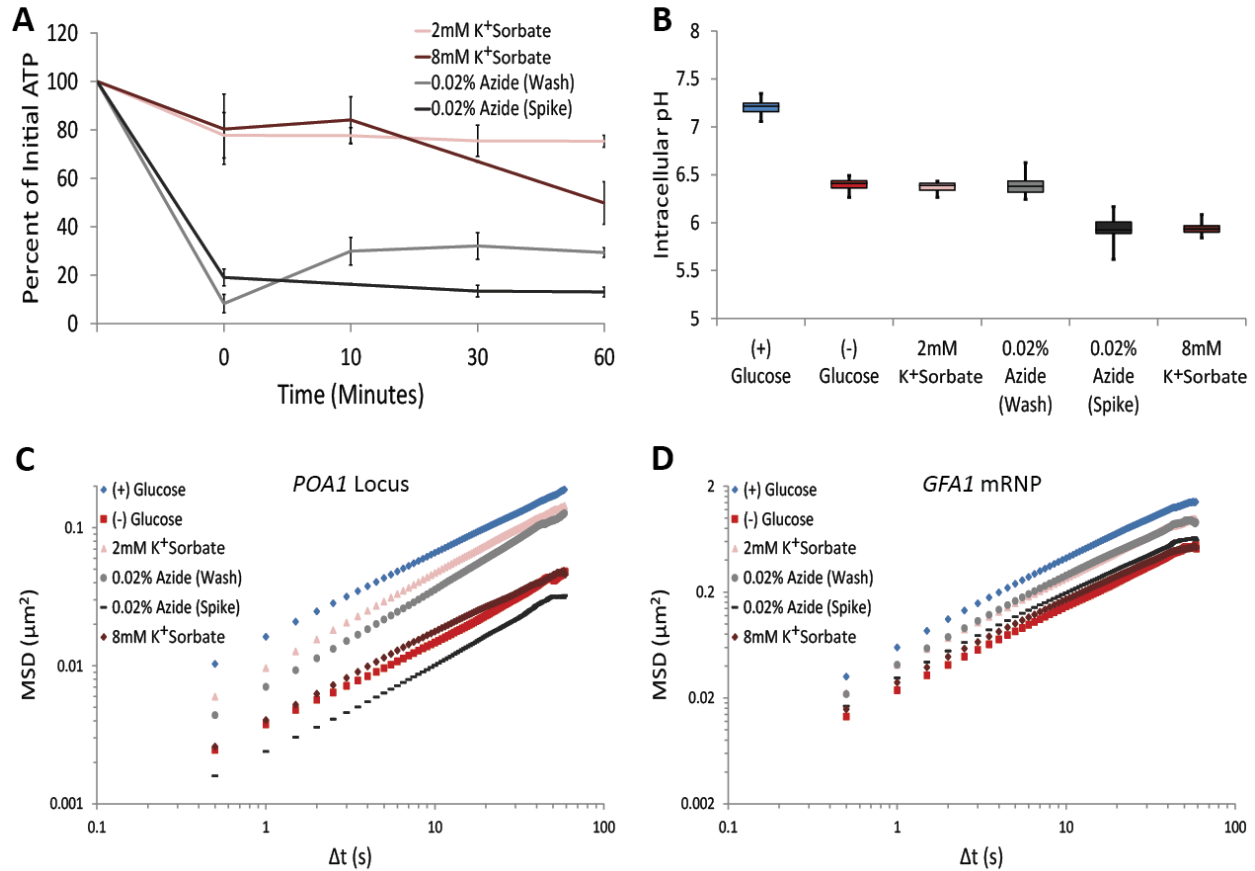 A
120
100
80
60
40
20
0
Percent of Initial ATP
2mM K+Sorbate
8mM K+Sorbate
0.02% Azide (Wash)
0.02% Azide (Spike)
0 10 30 60
Time (Minutes)
B
8
7.5
7
6.5
6
5.5
5
Intracellular pH
(+) (-) 2mM 0.02% 0.02% 8mM
Glucose Glucose K+Sorbate Azide Azide K+Sorbate
(Wash) (Spike)
C
POA1 Locus
(+) Glucose
(-) Glucose
2mM K+Sorbate
0.02% Azide (Wash)
0.02% Azide (Spike)
8mM K+Sorbate
0.1
0.01
0.001
MSD (µm²)
0.1 1 10 100
Δt (s)
D
GFA1 mRNP
(+) Glucose
(-) Glucose
2mM K+Sorbate
0.02% Azide (Wash)
0.02% Azide (Spike)
8mM K+Sorbate
2
0.2
0.02
0.002
MSD (µm²)
0.1 1 10 100
Δt (s)